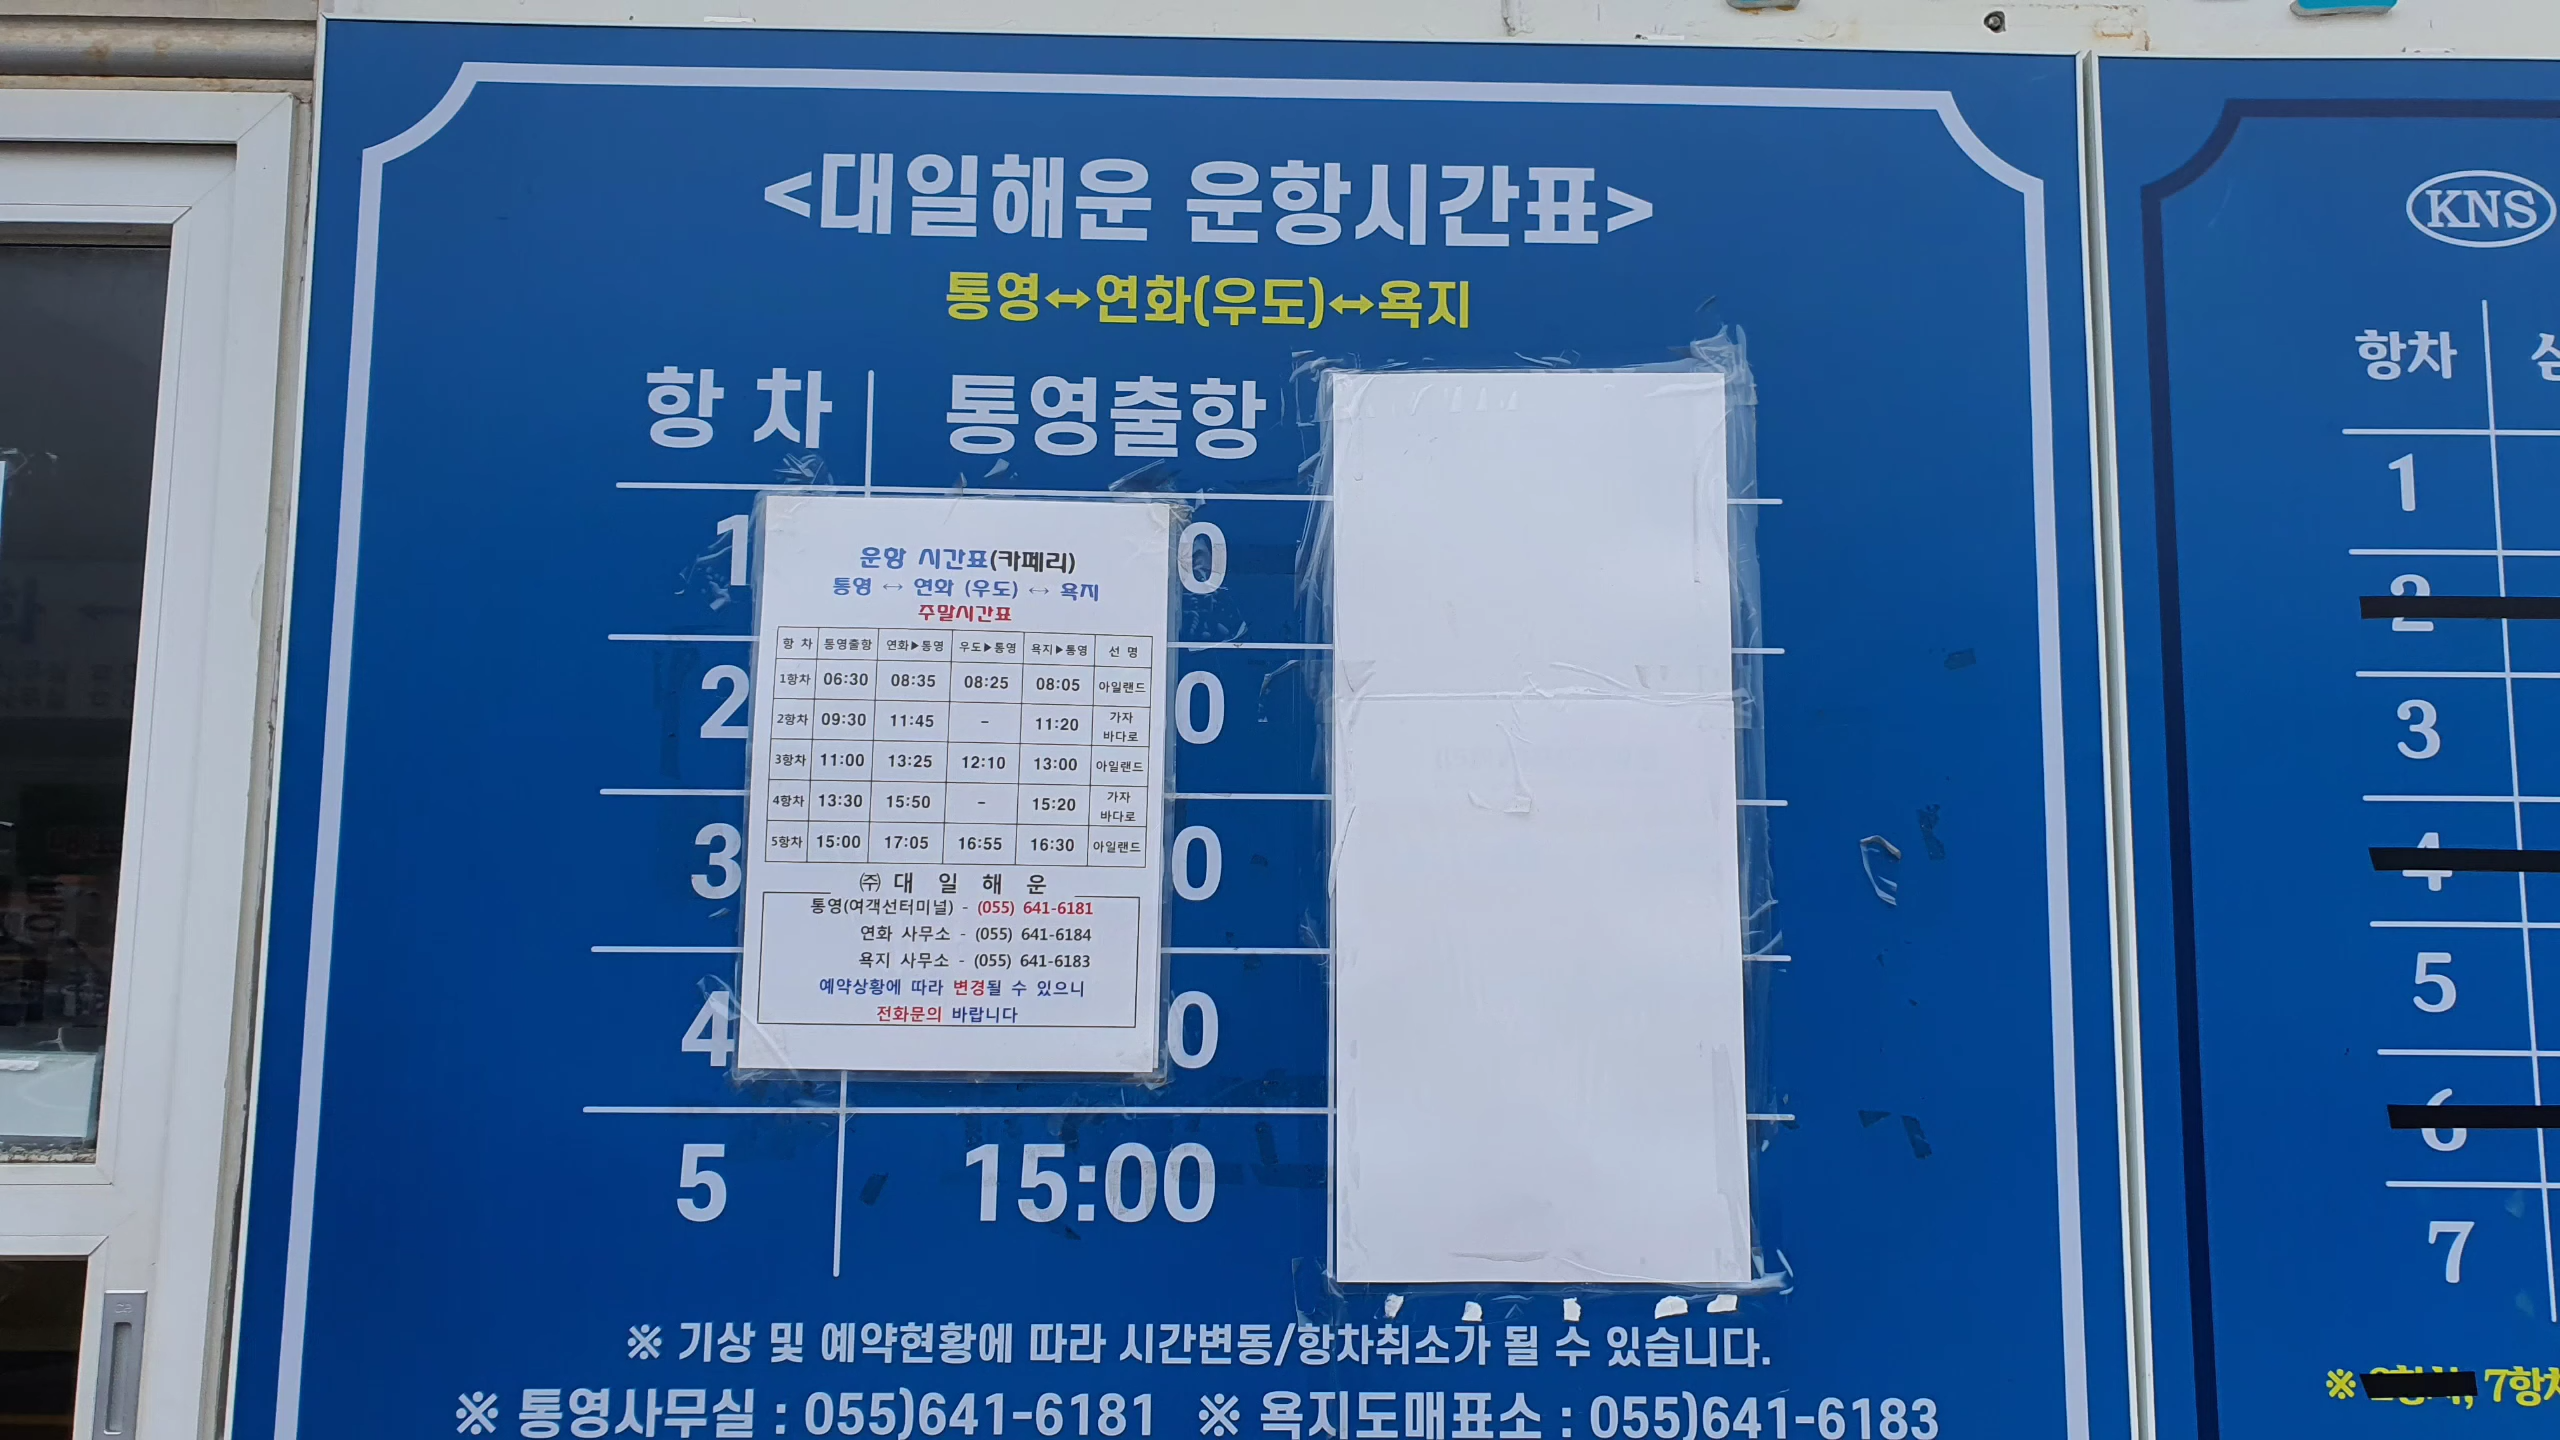 <대일해운 운항시간표>
통영↔연화(우도)↔욕지
항 차 통영출항
1 0
2 0
3 0
4 0
5 15:00
운항 시간표(카페리)
통영 ↔ 연화 (우도) ↔ 욕지
주말시간표
항 차 통영출항 연화▶통영 우도▶통영 욕지▶통영 선 명
1항차 06:30 08:35 08:25 08:05 아일랜드
2항차 09:30 11:45 - 11:20 가자 바다로
3항차 11:00 13:25 12:10 13:00 아일랜드
4항차 13:30 15:50 - 15:20 가자 바다로
5항차 15:00 17:05 16:55 16:30 아일랜드
㈜ 대 일 해 운
통영(여객선터미널) - (055) 641-6181
연화 사무소 - (055) 641-6184
욕지 사무소 - (055) 641-6183
예약상황에 따라 변경될 수 있으니
전화문의 바랍니다
※ 기상 및 예약현황에 따라 시간변동/항차취소가 될 수 있습니다.
※ 통영사무실 : 055)641-6181 ※ 욕지도매표소 : 055)641-6183
KNS
항차
1
2
3
4
5
6
7
※ 7항차